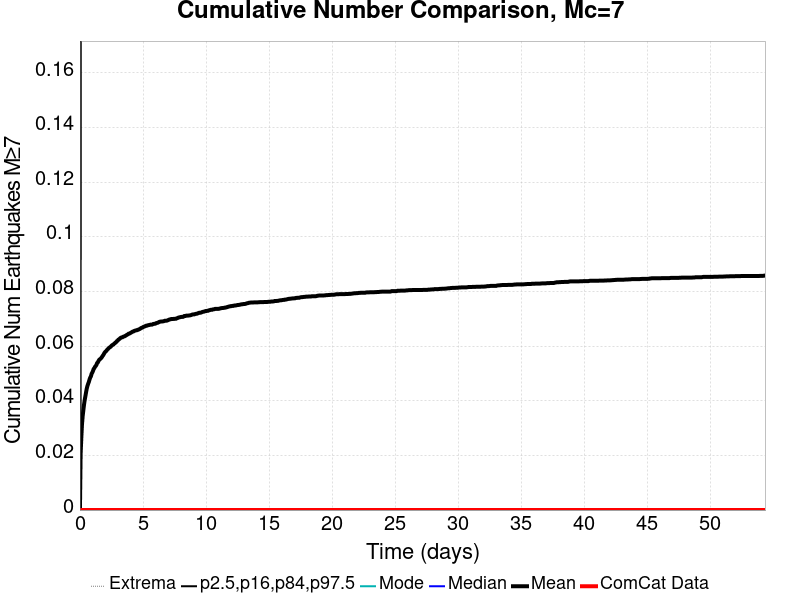 Cumulative Number Comparison, Mc=7
Cumulative Num Earthquakes M≥7
0.16
0.14
0.12
0.1
0.08
0.06
0.04
0.02
0
0 5 10 15 20 25 30 35 40 45 50
Time (days)
Extrema p2.5,p16,p84,p97.5 Mode Median Mean ComCat Data